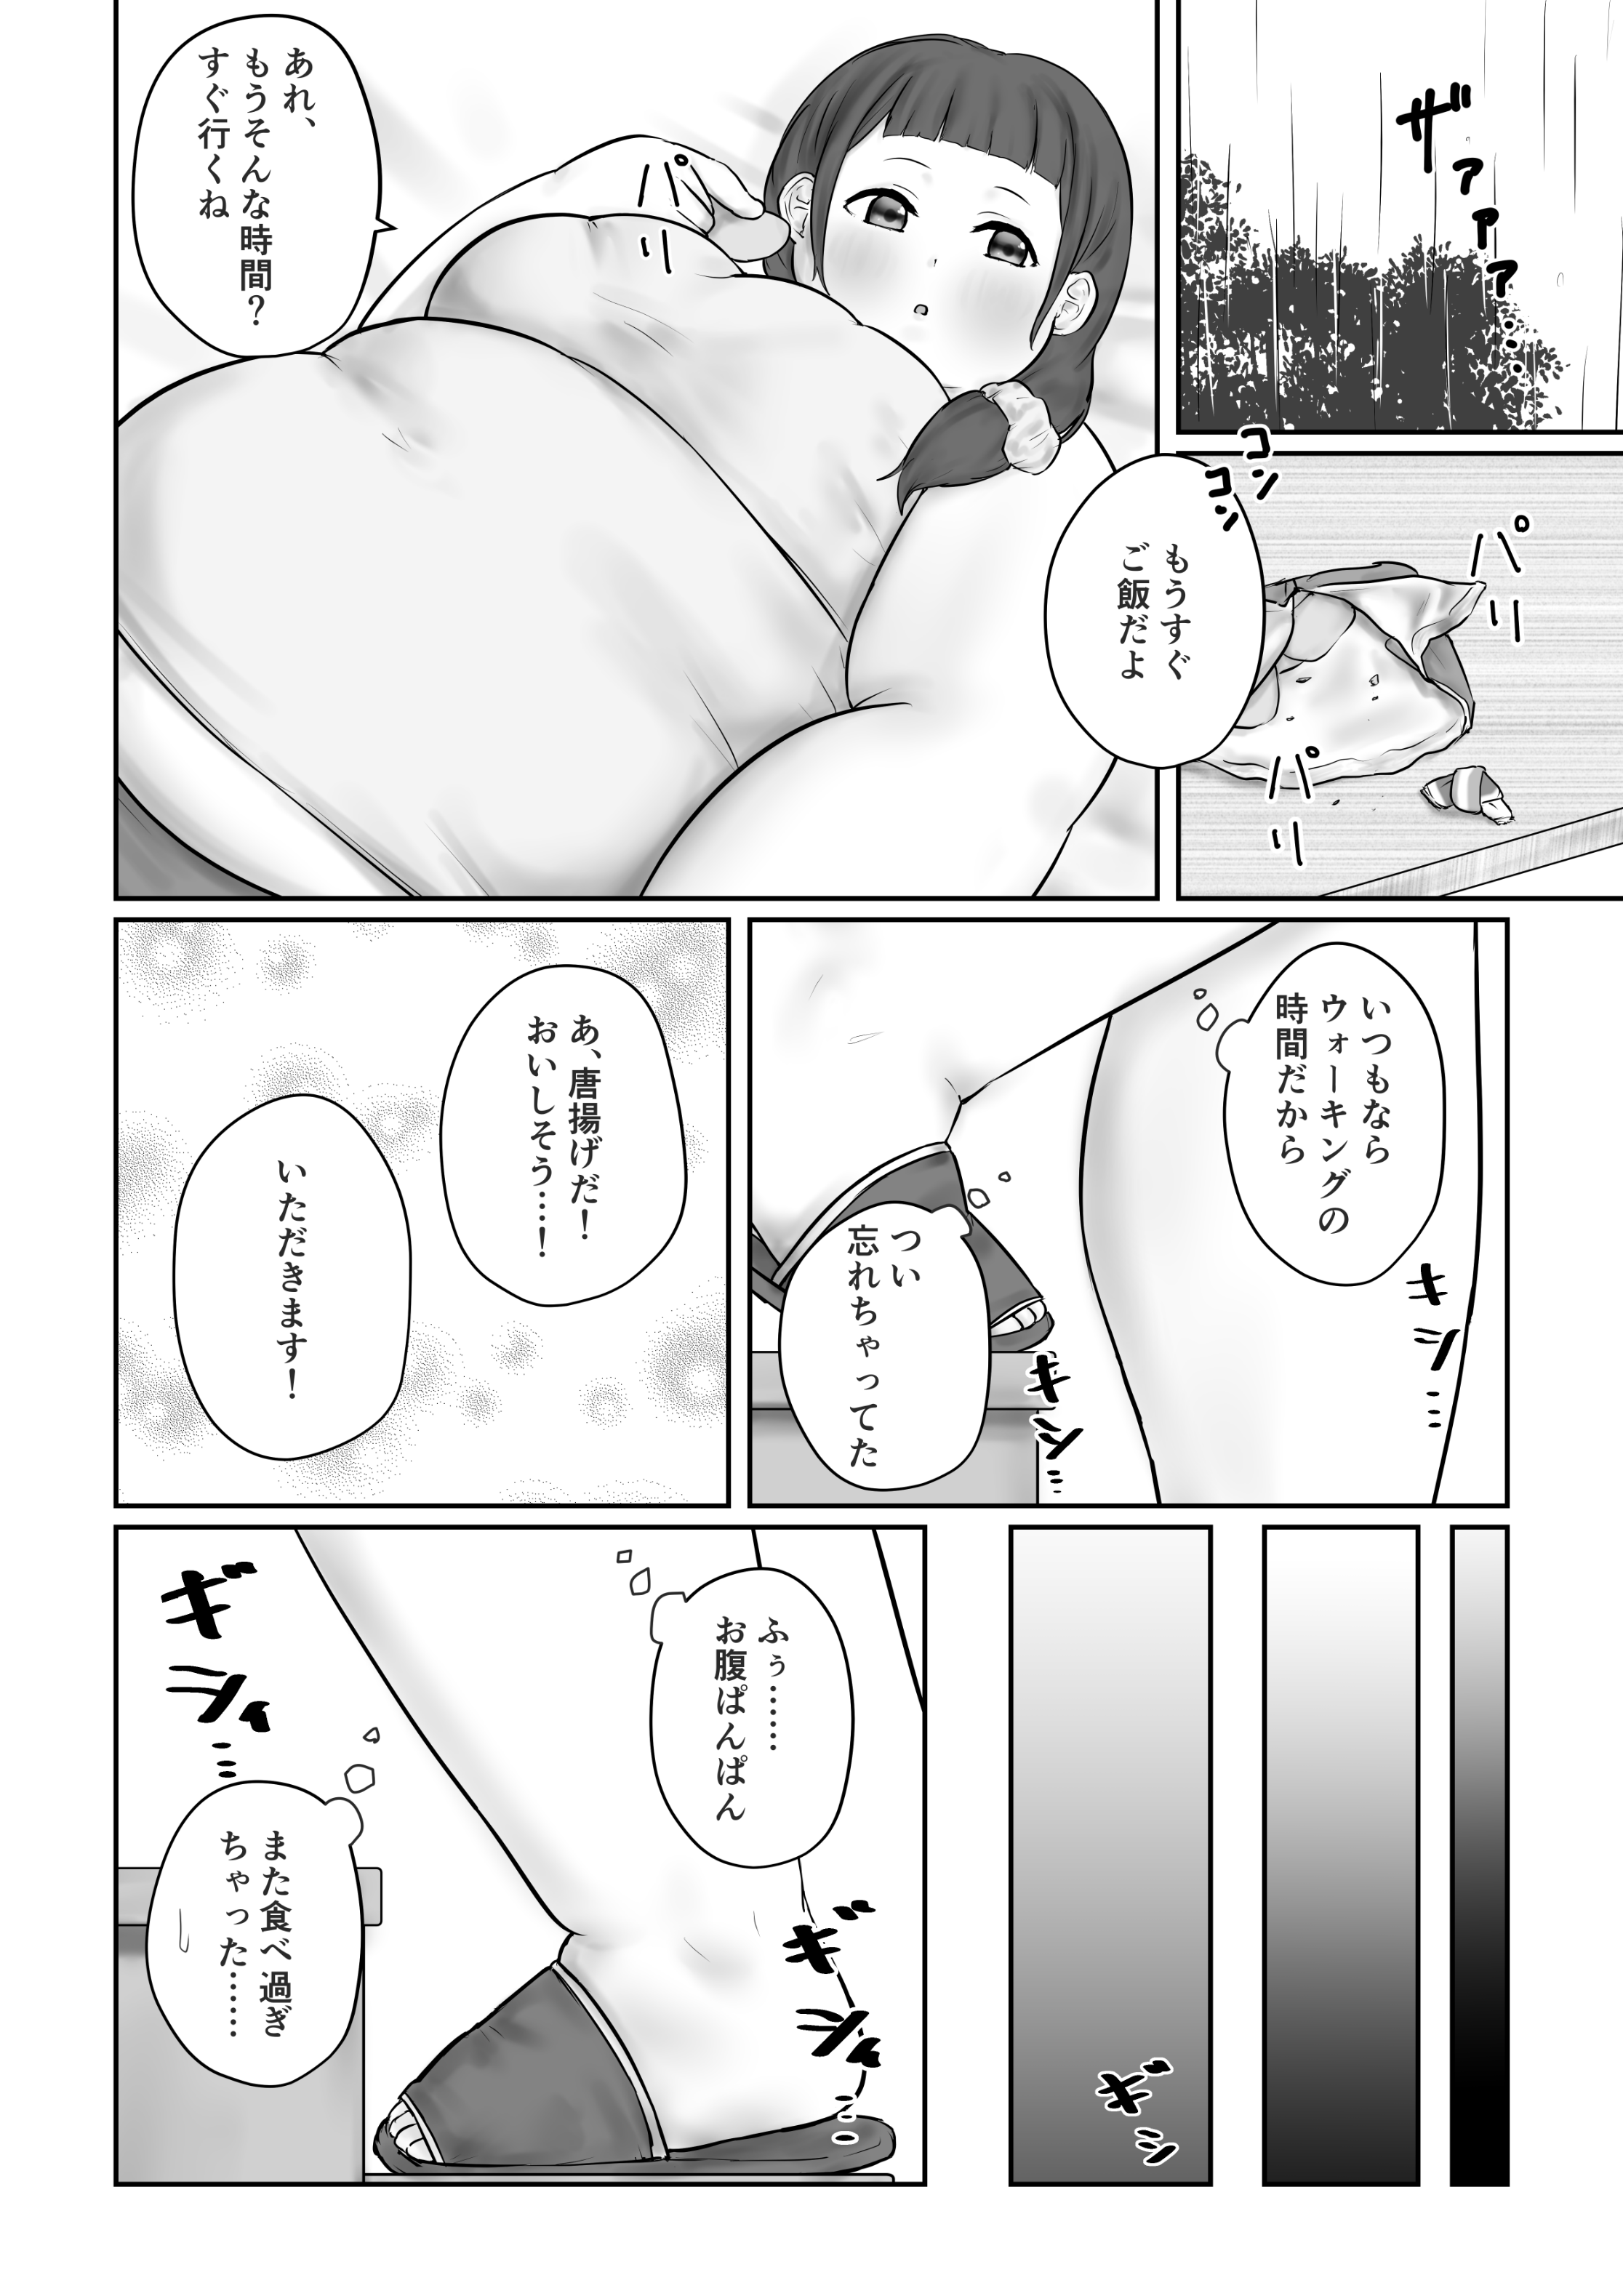 ザァァァ…
コンコン
もうすぐ
ご飯だよ
パリ
パリ
パリ
あれ、
もうそんな時間？
すぐ行くね
いつもなら
ウォーキングの
時間だから
キシ…
つい
忘れちゃってた
キシ…
あ、唐揚げだ！
おいしそう…！
いただきます！
ギシ
ふぅ……
お腹ぱんぱん
ギシィ…
また食べ過ぎ
ちゃった……
ギシィ…